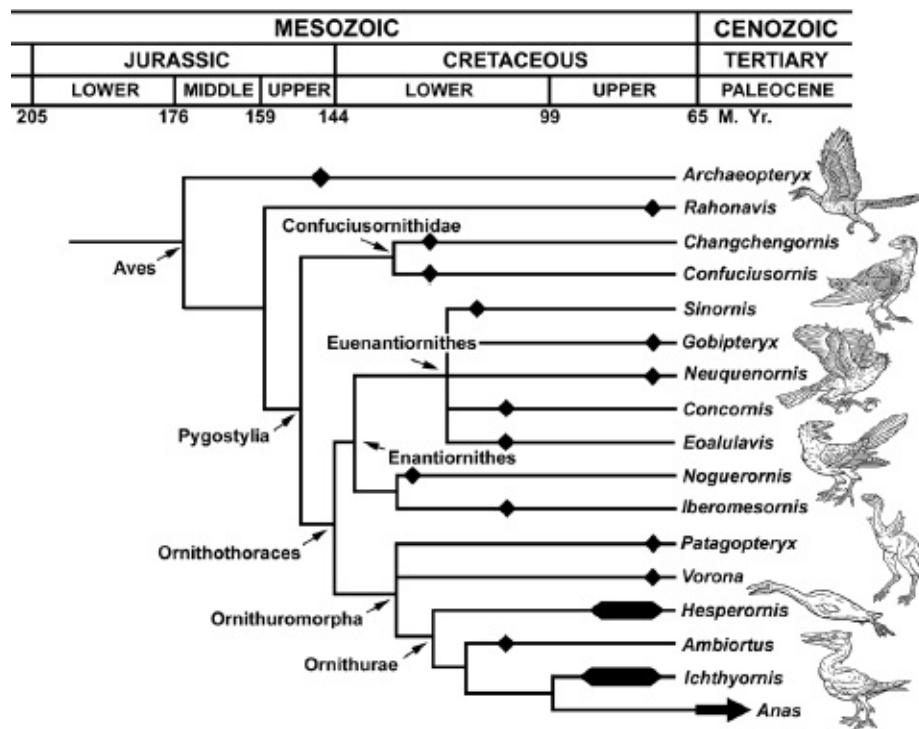 MESOZOIC CENOZOIC
JURASSIC CRETACEOUS TERTIARY
LOWER MIDDLE UPPER LOWER UPPER PALEOCENE
205 176 159 144 99 65 M. Yr.
Archaeopteryx
Rahonavis
Confuciusornithidae
Changchengornis
Aves
Confuciusornis
Sinornis
Euenantiornithes
Gobipteryx
Neuquenornis
Concornis
Pygostylia
Eoalulavis
Enantiornithes
Noguerornis
Iberomesornis
Patagopteryx
Ornithothoraces
Vorona
Hesperornis
Ornithuromorpha
Ambiortus
Ornithurae
Ichthyornis
Anas